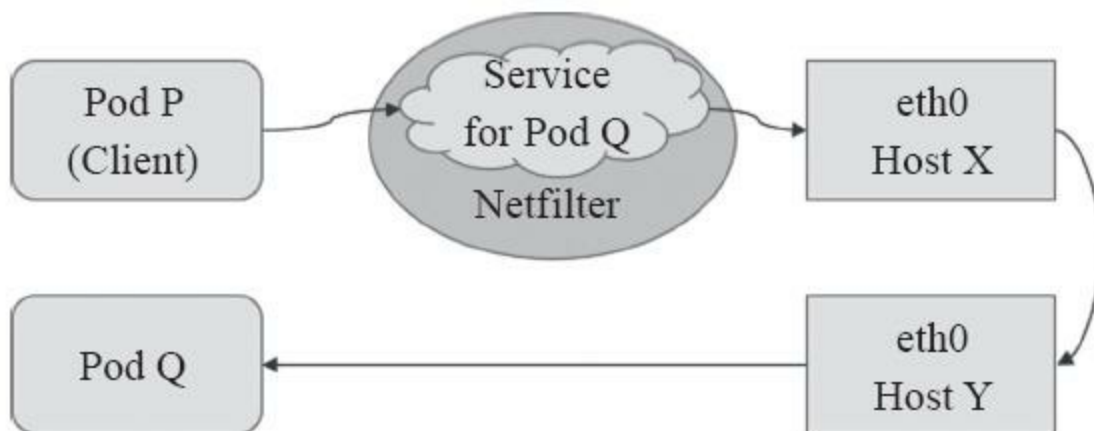 Pod P
(Client)
Service
for Pod Q
Netfilter
eth0
Host X
Pod Q
eth0
Host Y